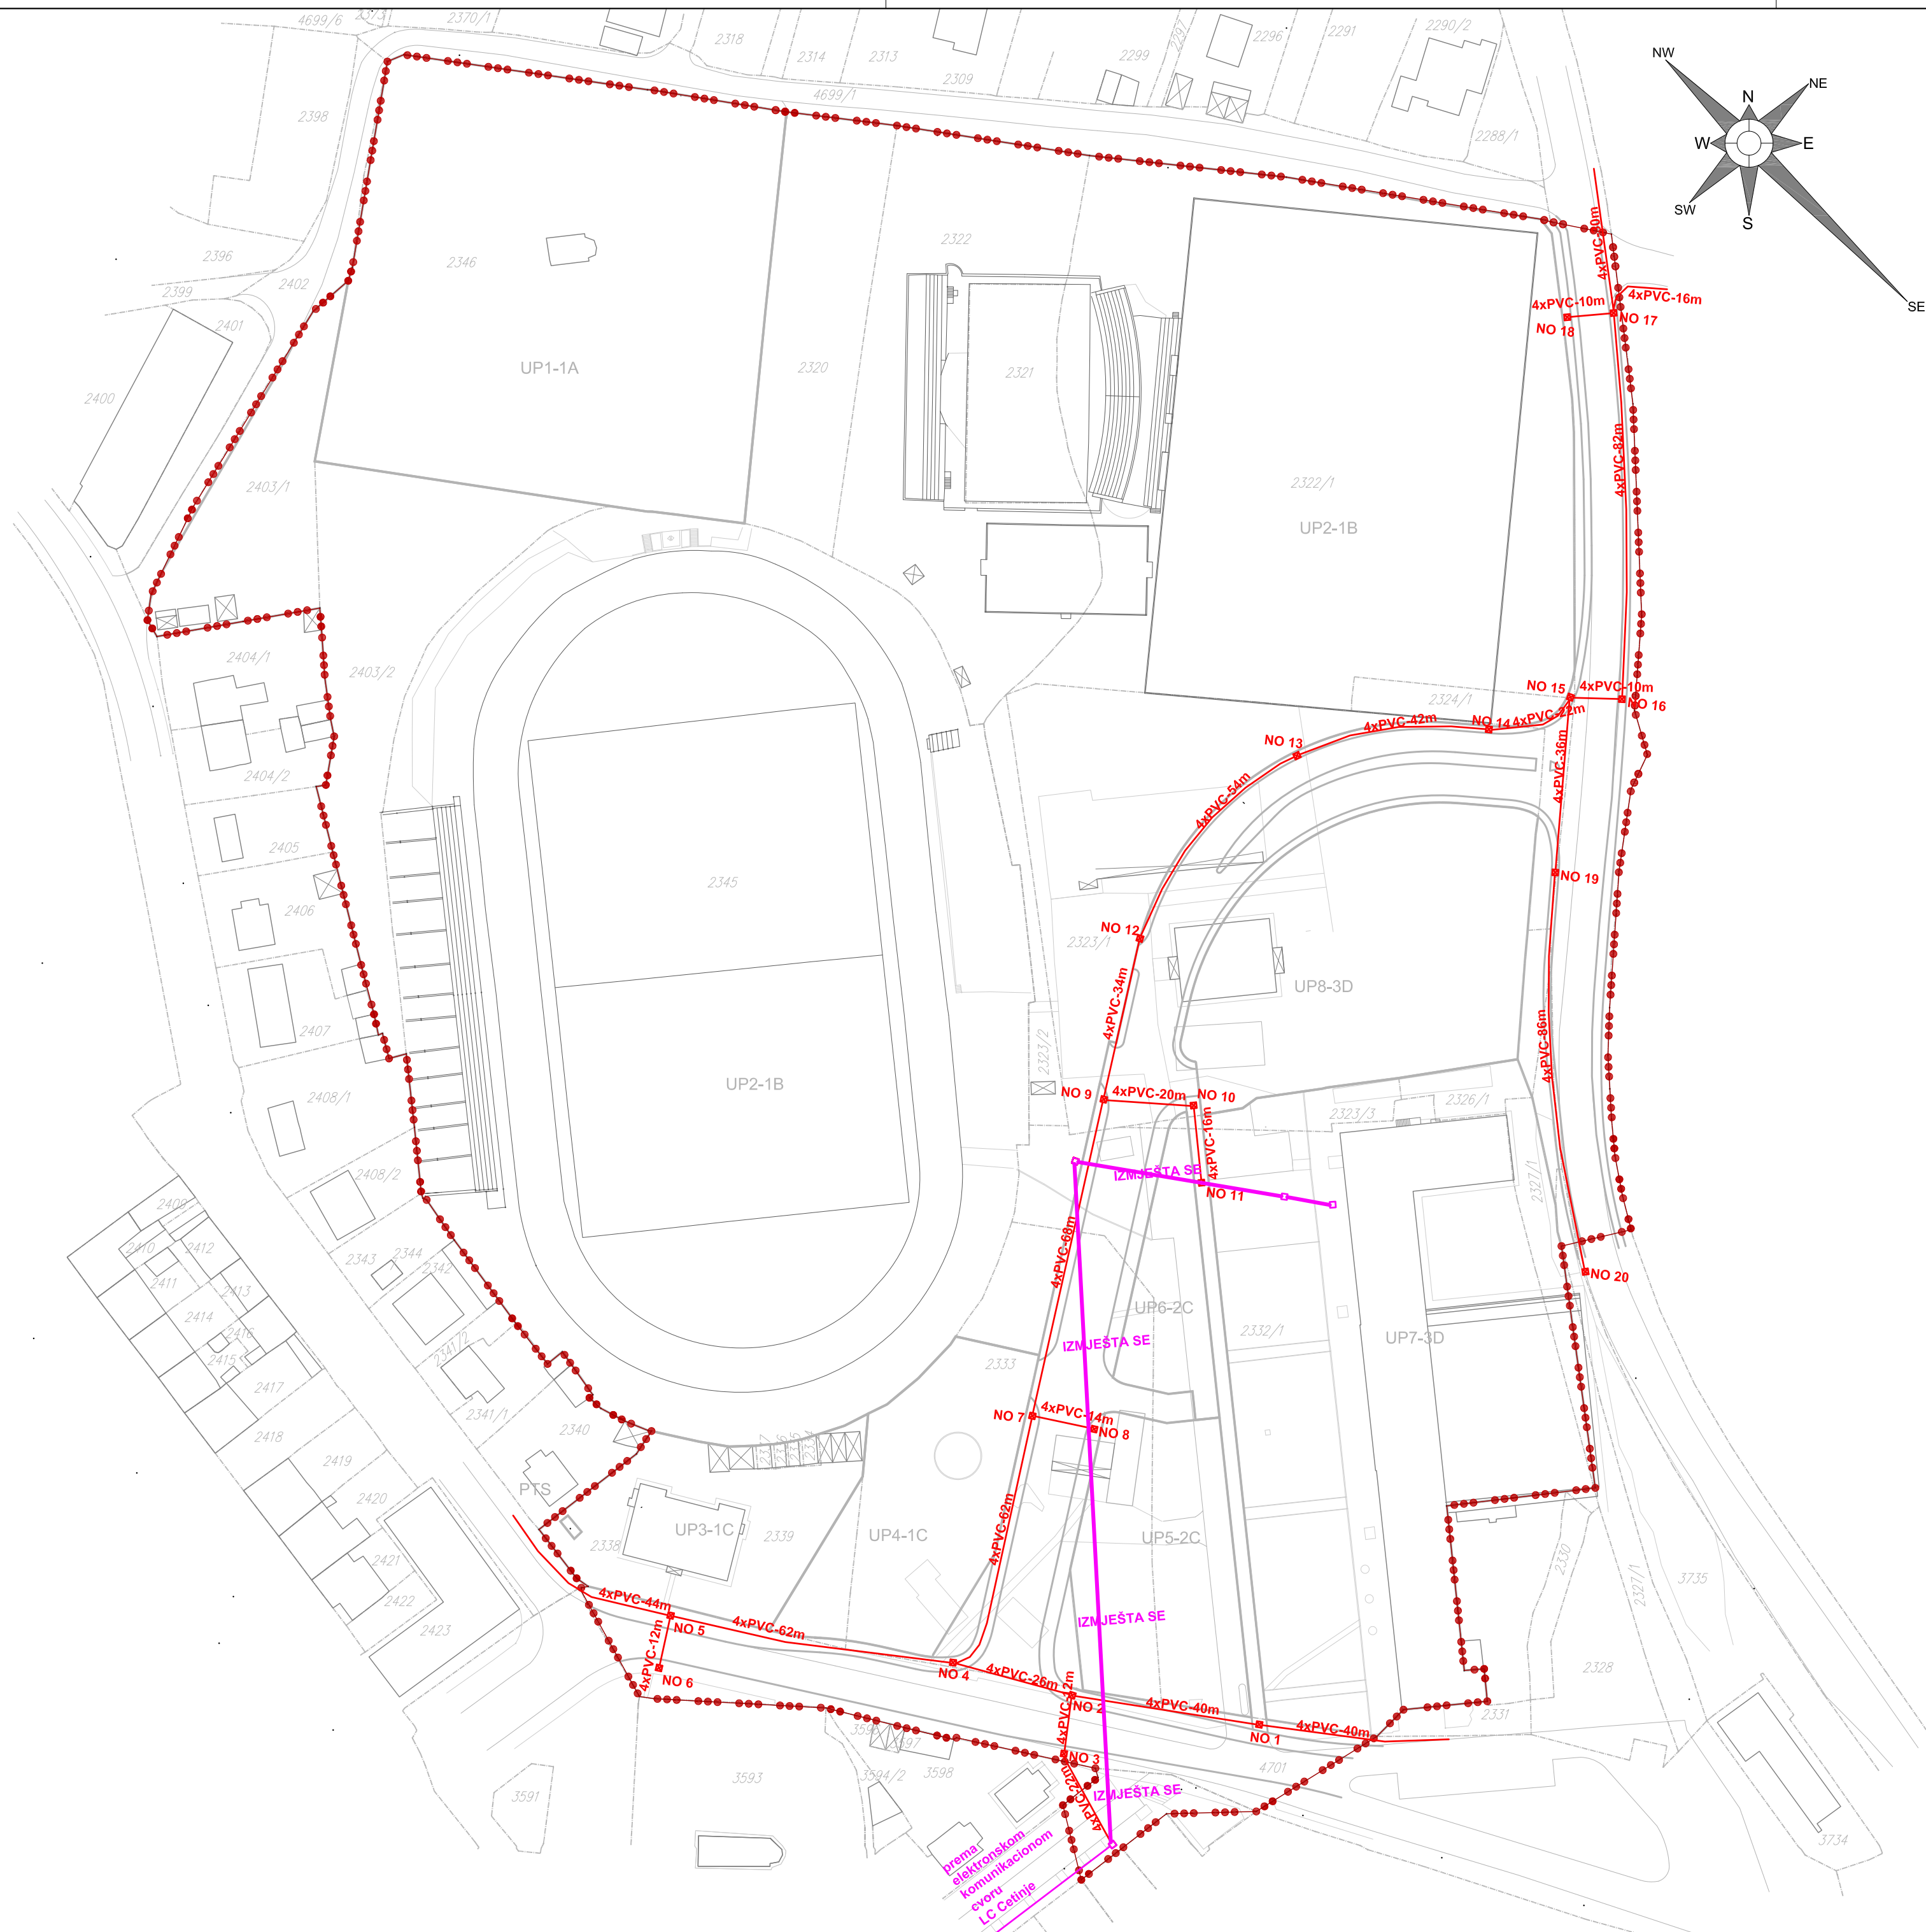 4699/6
2373
2370/1
2318
2314
2313
2309
2299
2297
2296
2291
2290/2
NW
N
NE
W
E
SW
S
SE
2398
4699/1
2288/1
2396
2402
2399
2401
2346
2322
4xPVC-10m
4xPVC-16m
NO 17
NO 18
2400
UP1-1A
2320
2321
4xPVC-82m
2403/1
2322/1
UP2-1B
2404/1
2403/2
NO 15
4xPVC-10m
NO 16
2324/1
4xPVC-42m
NO 14
4xPVC-22m
NO 13
4xPVC-36m
2404/2
4xPVC-54m
2405
2345
NO 19
2406
NO 12
2323/1
UP8-3D
4xPVC-34m
2407
2323/2
4xPVC-86m
UP2-1B
NO 9
4xPVC-20m
NO 10
2408/1
2323/3
2326/1
4xPVC-16m
2408/2
IZMJEŠTA SE
NO 11
2327/1
2409
2410
2412
2411
2343
2344
2342
2413
4xPVC-68m
NO 20
2414
UP6-2C
2416
2415
2341/2
IZMJEŠTA SE
2332/1
UP7-3D
2417
2333
2341/1
2340
NO 7
4xPVC-14m
NO 8
2418
2337
2336
2335
2334
2419
PTS
2420
4xPVC-62m
2338
UP3-1C
2339
UP4-1C
UP5-2C
2421
2330
2327/1
3735
2422
4xPVC-44m
2423
4xPVC-62m
NO 5
IZMJEŠTA SE
4xPVC-12m
NO 6
NO 4
4xPVC-26m
2328
4xPVC-12m
NO 2
4xPVC-40m
NO 1
4xPVC-40m
2331
NO 3
3593
3594/2
3598
4701
4xPVC-22m
IZMJEŠTA SE
3591
3734
prema
elektronskom
komunikacionom
cvoru
LC Cetinje